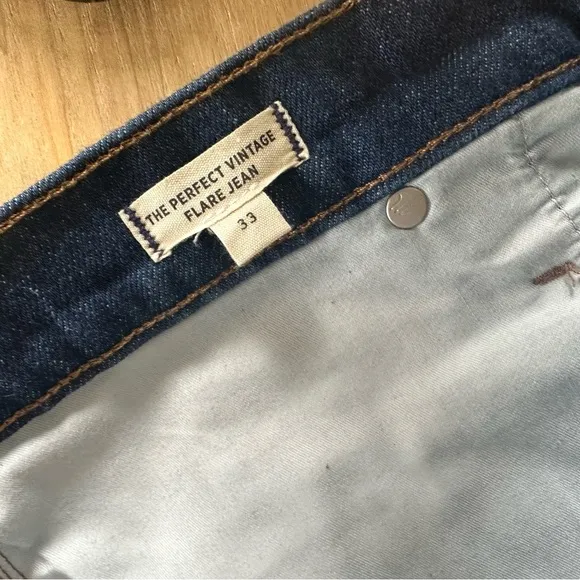 THE PERFECT VINTAGE
FLARE JEAN
33